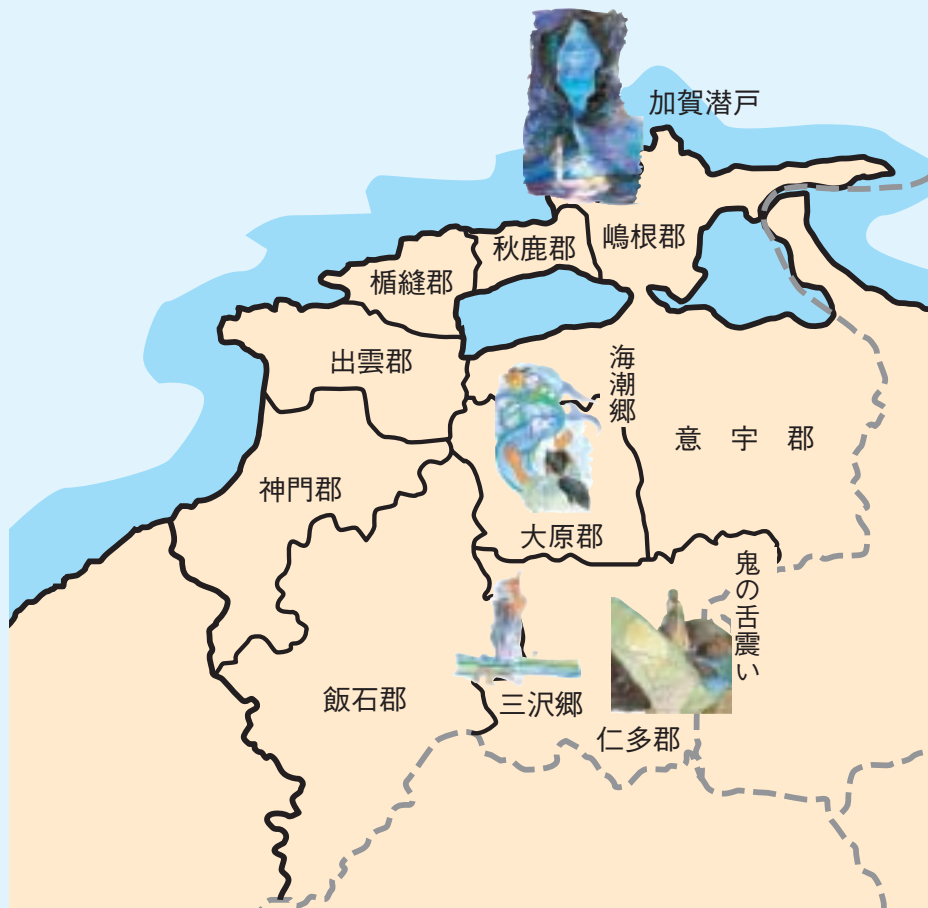 加賀潜戸
嶋根郡
秋鹿郡
楯縫郡
出雲郡
海潮郷
意宇郡
神門郡
大原郡
鬼の舌震い
飯石郡
三沢郷
仁多郡